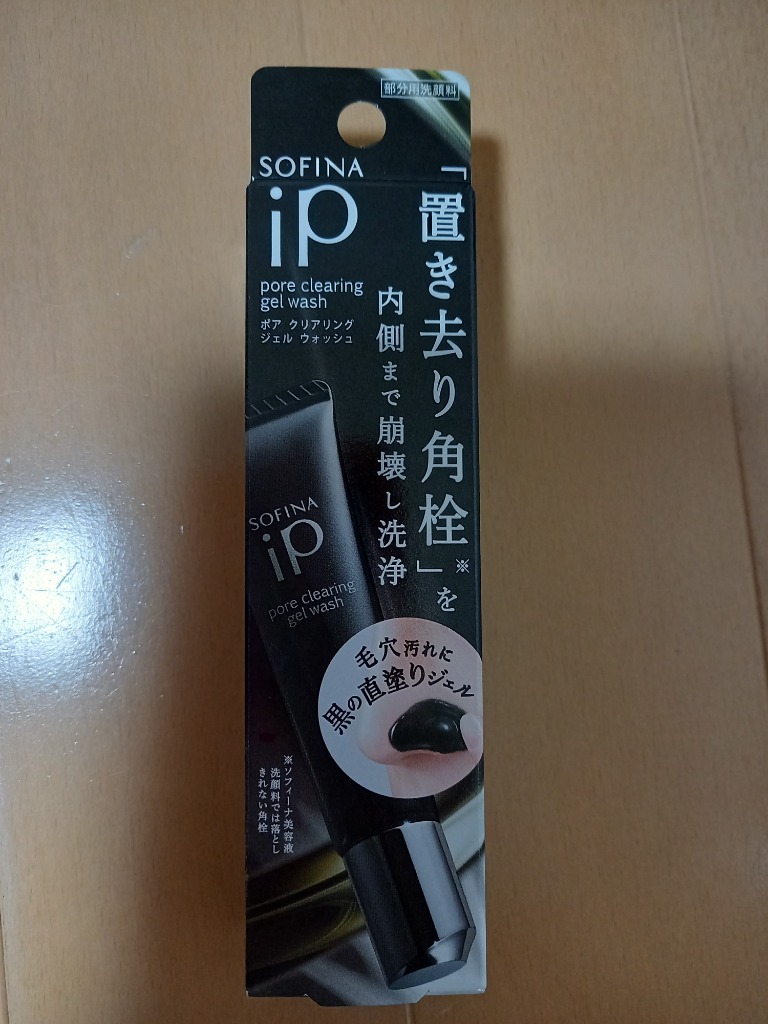 部分用洗顔料
SOFINA
iP
pore clearing
gel wash
ポア クリアリング
ジェル ウォッシュ
「置き去り角栓」※を
内側まで崩壊し洗浄
SOFINA
iP
pore clearing
gel wash
毛穴汚れに
黒の直塗りジェル
※ソフィーナ美容液
洗顔料では落とし
きれない角栓